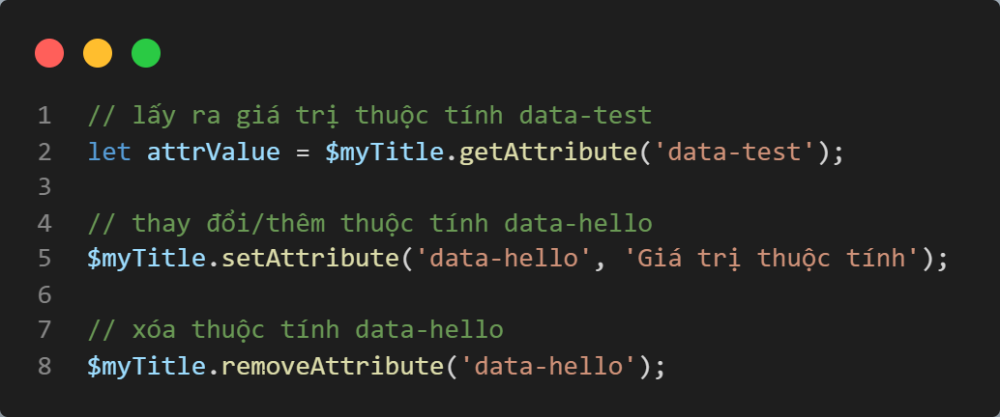 1 // lấy ra giá trị thuộc tính data-test
2 let attrValue = $myTitle.getAttribute('data-test');
3
4 // thay đổi/thêm thuộc tính data-hello
5 $myTitle.setAttribute('data-hello', 'Giá trị thuộc tính');
6
7 // xóa thuộc tính data-hello
8 $myTitle.removeAttribute('data-hello');